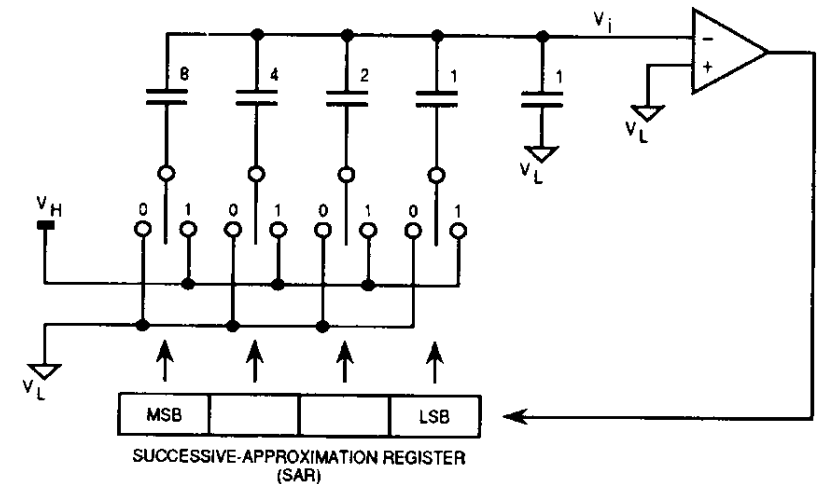 Vi
8 4 2 1 1
- 
+
VL
VL
VH
0 1 0 1 0 1 0 1
VL
MSB LSB
SUCCESSIVE-APPROXIMATION REGISTER
(SAR)